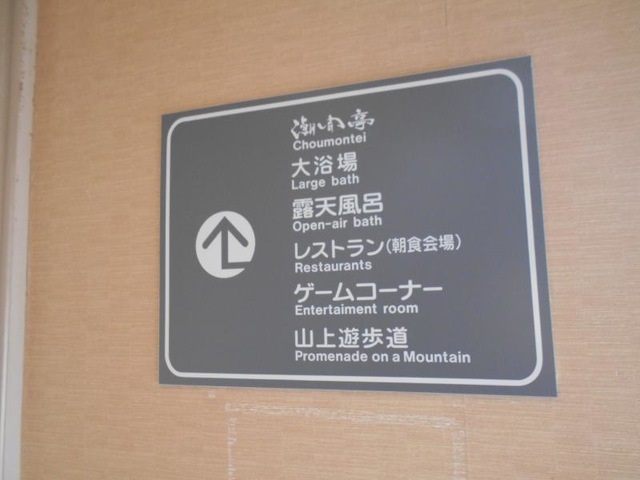 潮聞亭
Choumontei
大浴場
Large bath
露天風呂
Open-air bath
レストラン(朝食会場)
Restaurants
ゲームコーナー
Entertaiment room
山上遊歩道
Promenade on a Mountain